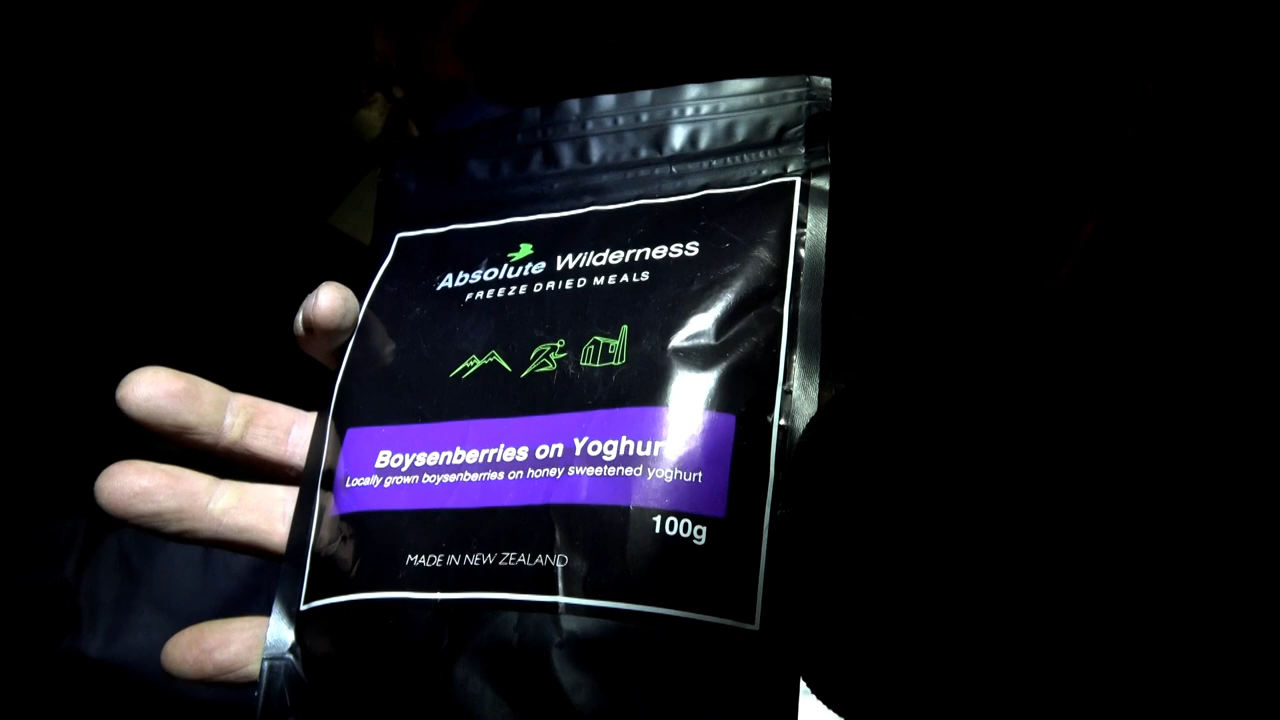 Absolute Wilderness
FREEZE DRIED MEALS
Boysenberries on Yoghurt
Locally grown boysenberries on honey sweetened yoghurt
100g
MADE IN NEW ZEALAND